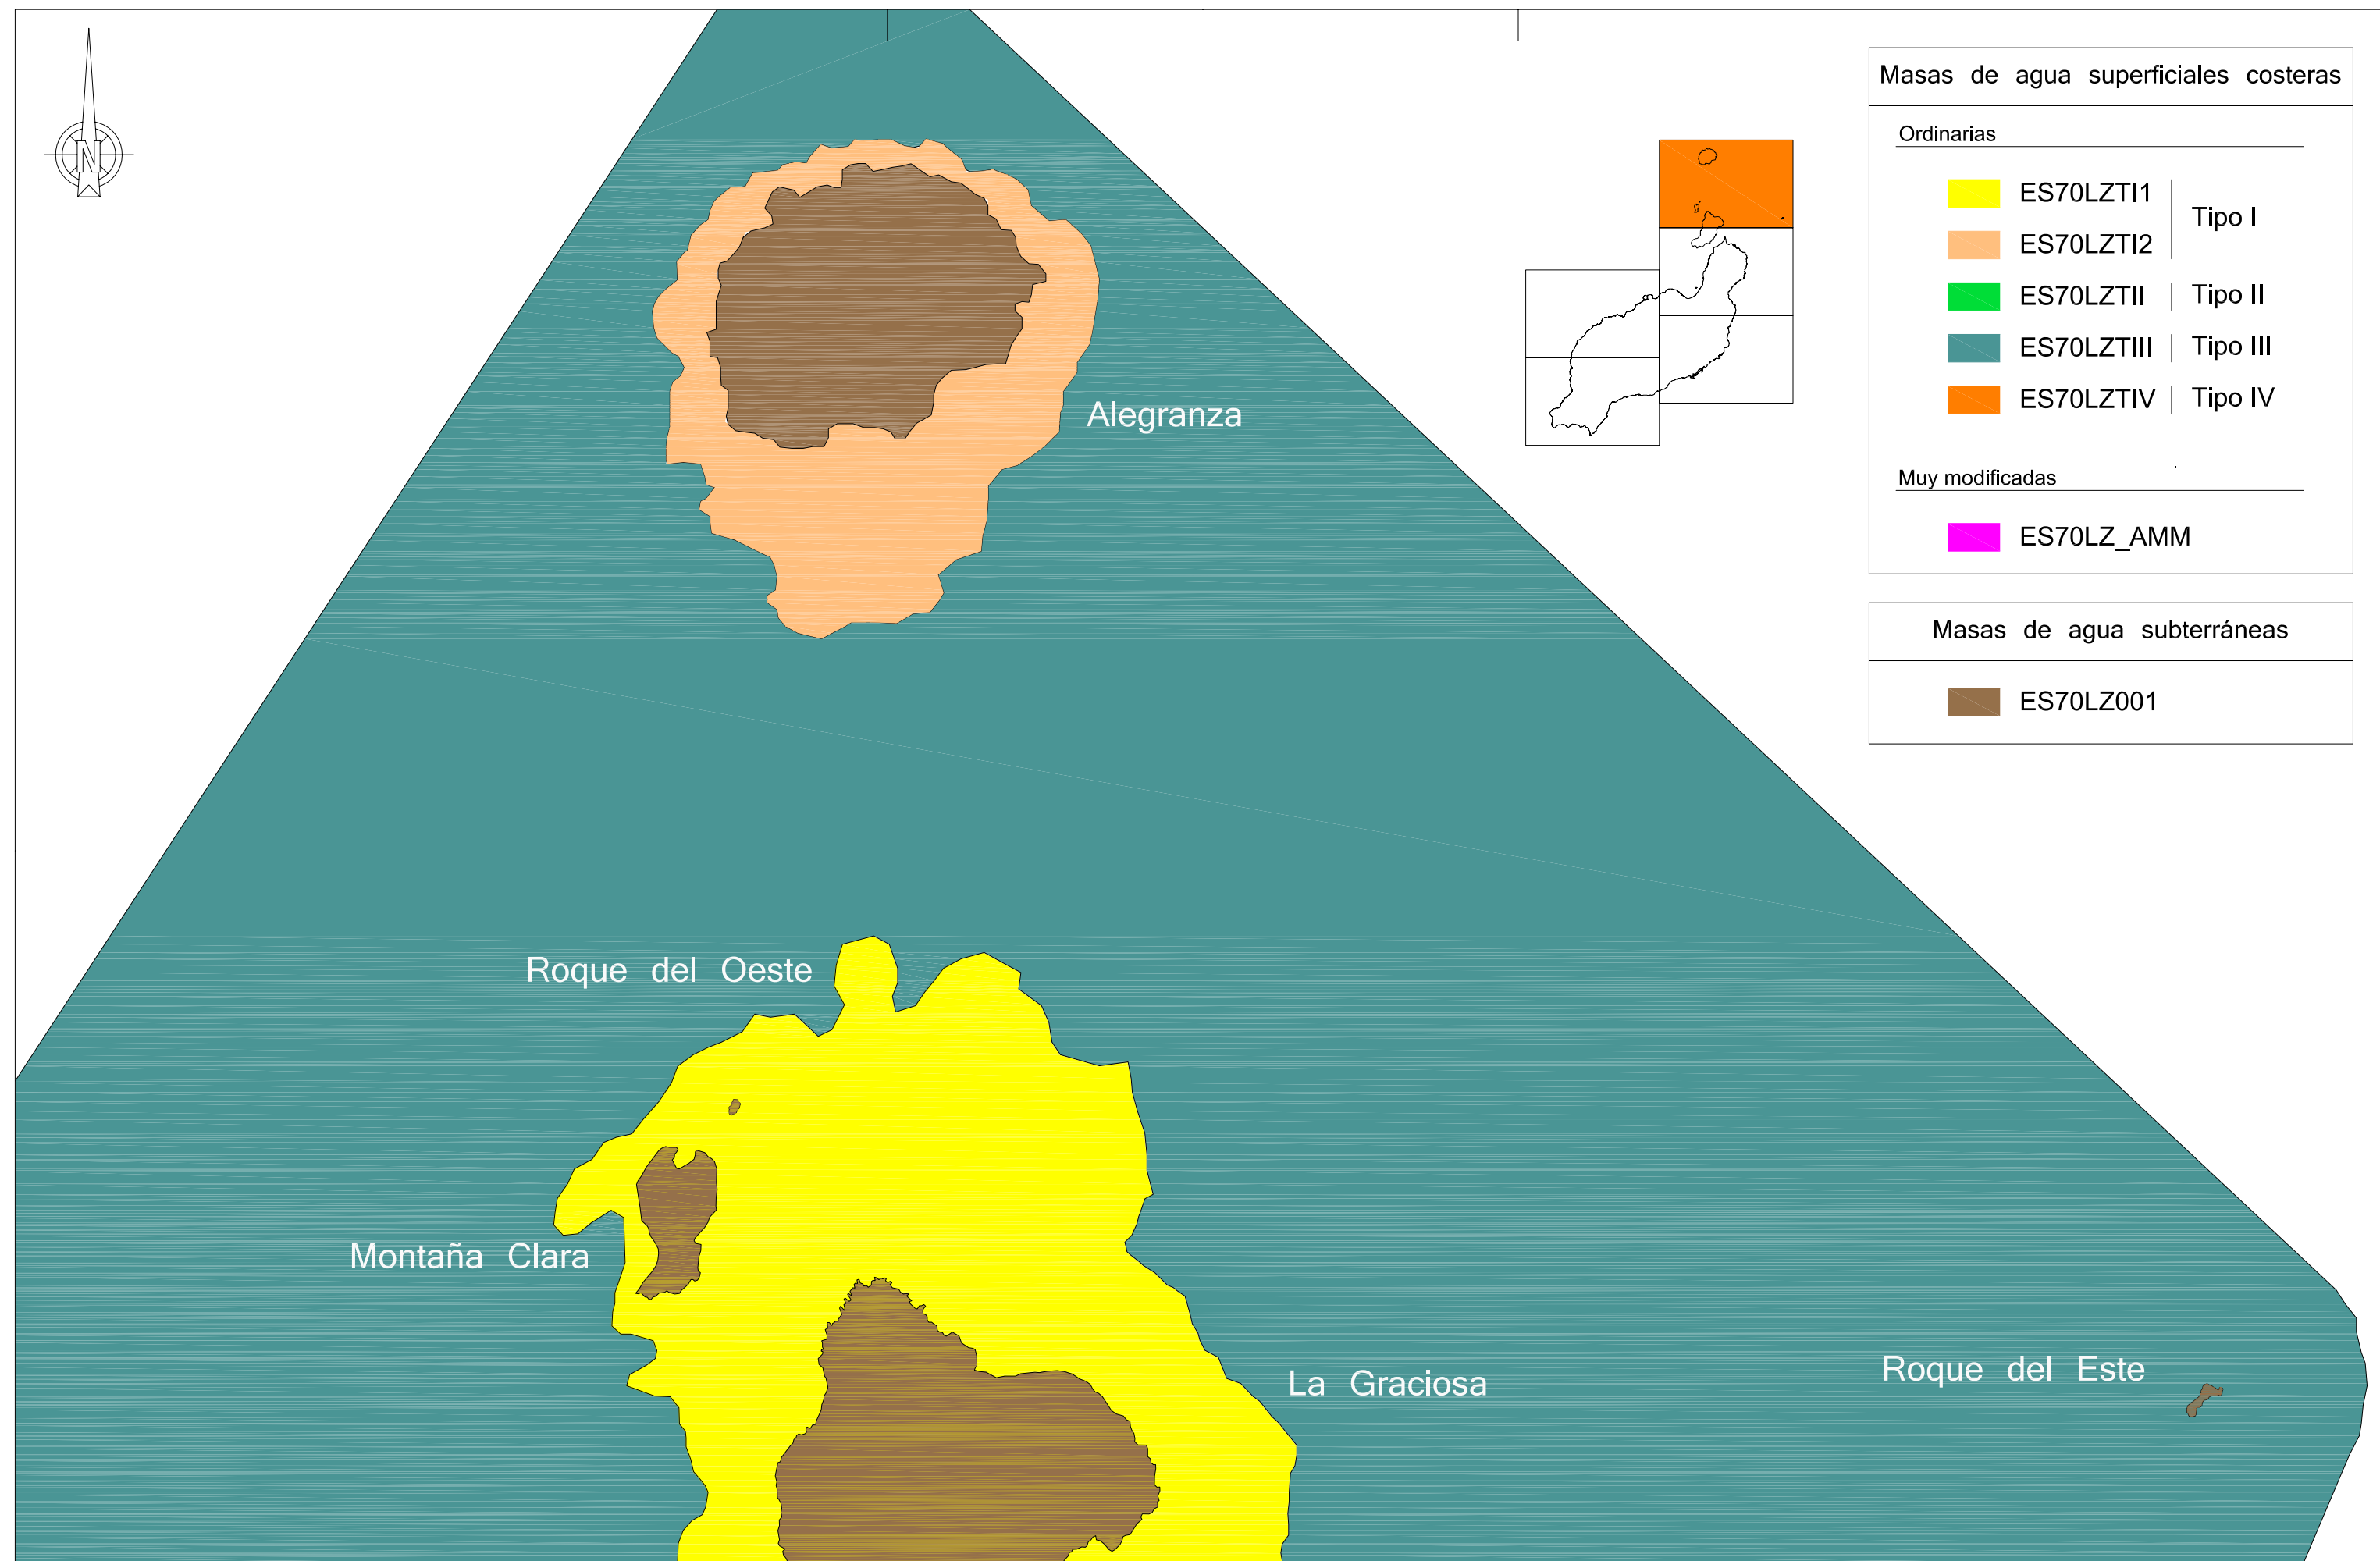 N
Masas de agua superficiales costeras
Ordinarias
ES70LZTI1
ES70LZTI2
Tipo I
ES70LZTII
Tipo II
ES70LZTIII
Tipo III
ES70LZTIV
Tipo IV
Muy modificadas
ES70LZ_AMM
Masas de agua subterráneas
ES70LZ001
Alegranza
Roque del Oeste
Montaña Clara
La Graciosa
Roque del Este